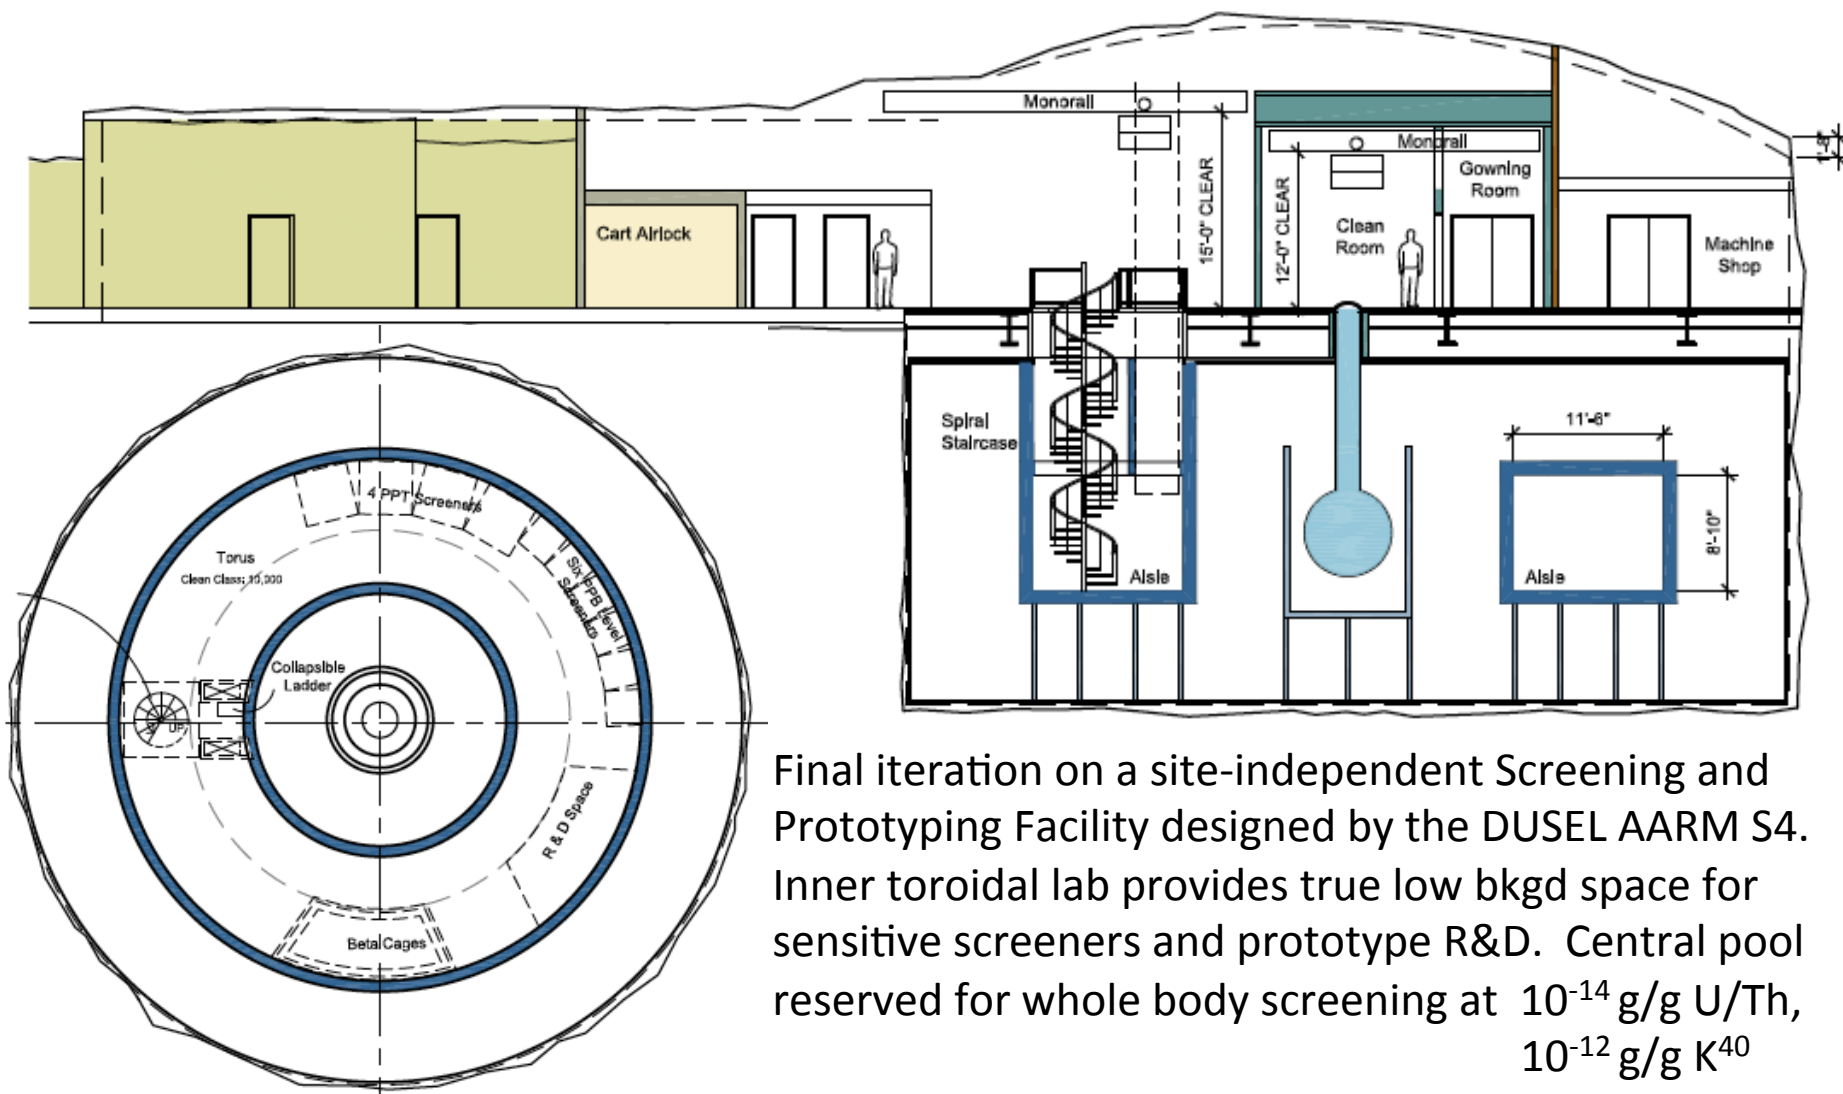 Monorail
Monorail
15'-0" CLEAR
12'-0" CLEAR
Gowning
Room
Clean
Room
Machine
Shop
1'-8"
Cart Airlock
Spiral
Staircase
Aisle
11'-6"
8'-10"
Aisle
4 PPT Screeners
Six PPB Level
Screeners
Torus
Clean Class: 10,000
Collapsible
Ladder
UP
R & D Space
Beta Cages
Final iteration on a site-independent Screening and
Prototyping Facility designed by the DUSEL AARM S4.
Inner toroidal lab provides true low bkgd space for
sensitive screeners and prototype R&D. Central pool
reserved for whole body screening at 10⁻¹⁴ g/g U/Th,
10⁻¹² g/g K⁴⁰